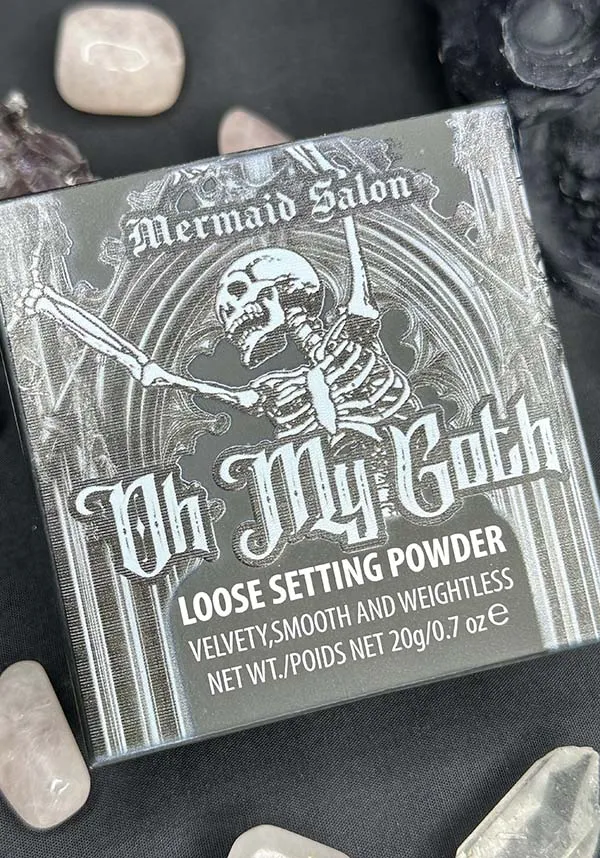 Mermaid Salon
Oh My Goth
LOOSE SETTING POWDER
VELVETY,SMOOTH AND WEIGHTLESS
NET WT./POIDS NET 20g/0.7 oz ℮